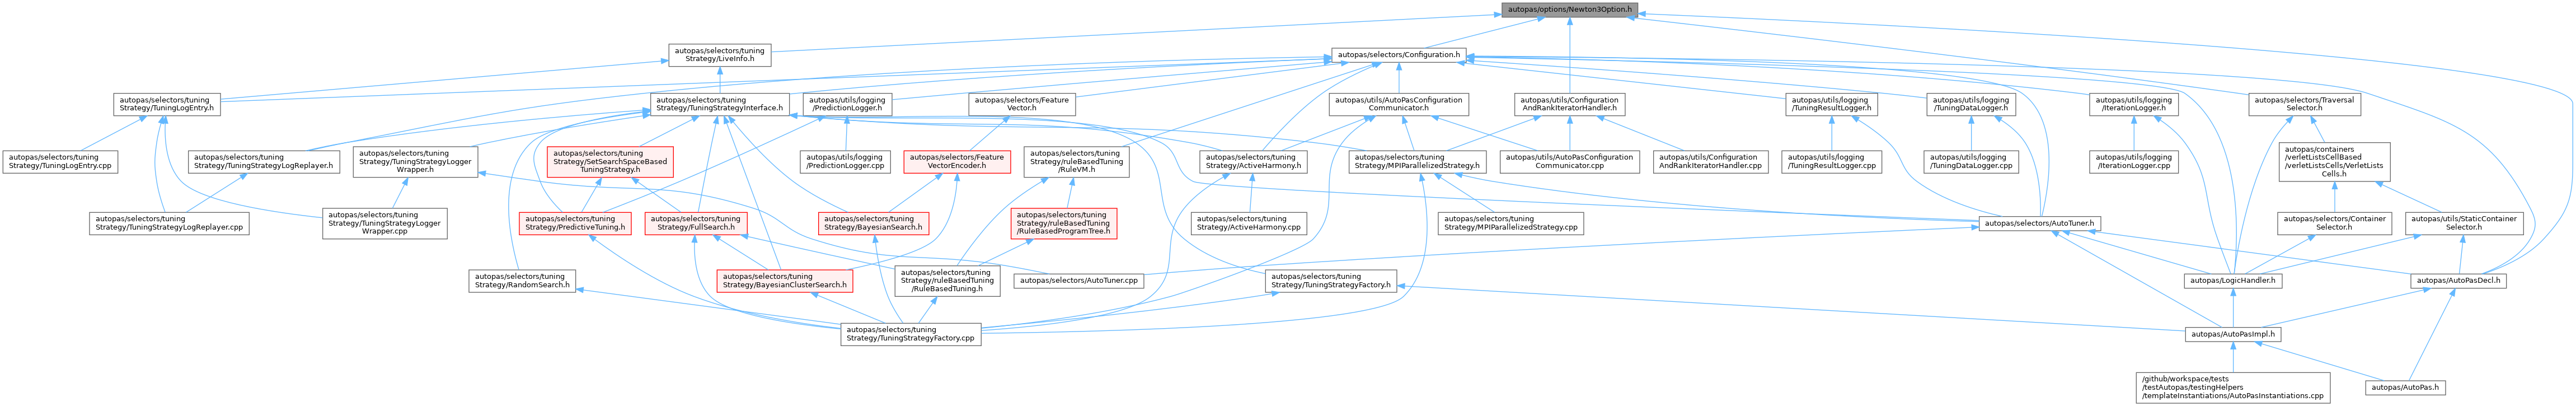 autopas/options/Newton3Option.h
autopas/selectors/tuning
Strategy/LiveInfo.h
autopas/selectors/Configuration.h
autopas/selectors/tuning
Strategy/TuningLogEntry.h
autopas/selectors/tuning
Strategy/TuningStrategyInterface.h
autopas/utils/logging
/PredictionLogger.h
autopas/selectors/Feature
Vector.h
autopas/utils/AutoPasConfiguration
Communicator.h
autopas/utils/Configuration
AndRankIteratorHandler.h
autopas/utils/logging
/TuningResultLogger.h
autopas/utils/logging
/TuningDataLogger.h
autopas/utils/logging
/IterationLogger.h
autopas/selectors/Traversal
Selector.h
autopas/selectors/tuning
Strategy/TuningLogEntry.cpp
autopas/selectors/tuning
Strategy/TuningStrategyLogReplayer.h
autopas/selectors/tuning
Strategy/TuningStrategyLogger
Wrapper.h
autopas/selectors/tuning
Strategy/SetSearchSpaceBased
TuningStrategy.h
autopas/utils/logging
/PredictionLogger.cpp
autopas/selectors/Feature
VectorEncoder.h
autopas/selectors/tuning
Strategy/ruleBasedTuning
/RuleVM.h
autopas/selectors/tuning
Strategy/ActiveHarmony.h
autopas/selectors/tuning
Strategy/MPIParallelizedStrategy.h
autopas/utils/AutoPasConfiguration
Communicator.cpp
autopas/utils/Configuration
AndRankIteratorHandler.cpp
autopas/utils/logging
/TuningResultLogger.cpp
autopas/utils/logging
/TuningDataLogger.cpp
autopas/utils/logging
/IterationLogger.cpp
autopas/containers
/verletListsCellBased
/verletListsCells/VerletLists
Cells.h
autopas/selectors/tuning
Strategy/TuningStrategyLogReplayer.cpp
autopas/selectors/tuning
Strategy/TuningStrategyLogger
Wrapper.cpp
autopas/selectors/tuning
Strategy/PredictiveTuning.h
autopas/selectors/tuning
Strategy/FullSearch.h
autopas/selectors/tuning
Strategy/BayesianSearch.h
autopas/selectors/tuning
Strategy/ruleBasedTuning
/RuleBasedProgramTree.h
autopas/selectors/tuning
Strategy/ActiveHarmony.cpp
autopas/selectors/tuning
Strategy/MPIParallelizedStrategy.cpp
autopas/selectors/AutoTuner.h
autopas/selectors/Container
Selector.h
autopas/utils/StaticContainer
Selector.h
autopas/selectors/tuning
Strategy/RandomSearch.h
autopas/selectors/tuning
Strategy/BayesianClusterSearch.h
autopas/selectors/tuning
Strategy/ruleBasedTuning
/RuleBasedTuning.h
autopas/selectors/AutoTuner.cpp
autopas/selectors/tuning
Strategy/TuningStrategyFactory.h
autopas/LogicHandler.h
autopas/AutoPasDecl.h
autopas/selectors/tuning
Strategy/TuningStrategyFactory.cpp
autopas/AutoPasImpl.h
/github/workspace/tests
/testAutopas/testingHelpers
/templateInstantiations/AutoPasInstantiations.cpp
autopas/AutoPas.h